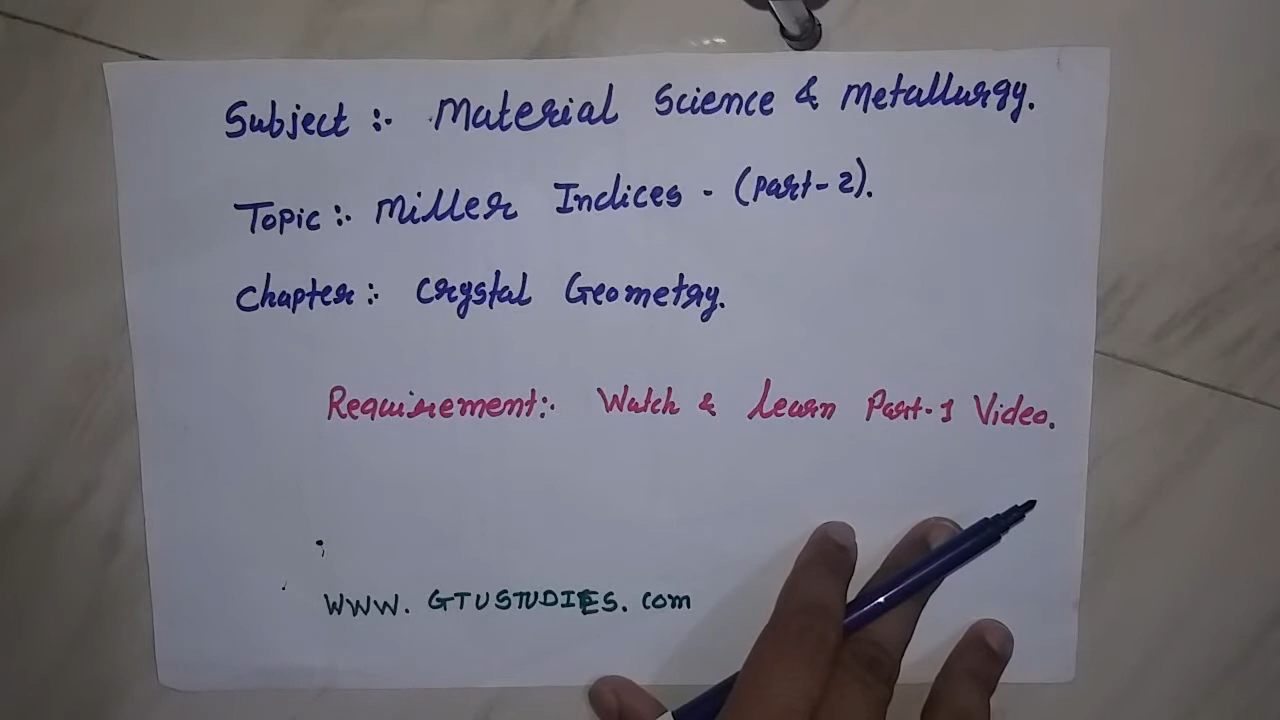 Subject :- Material Science & Metallurgy.
Topic :- Miller Indices - (Part-2).
Chapter :- Crystal Geometry.
Requirement :- Watch & Learn Part-1 Video.
WWW. GTUSTUDIES. com